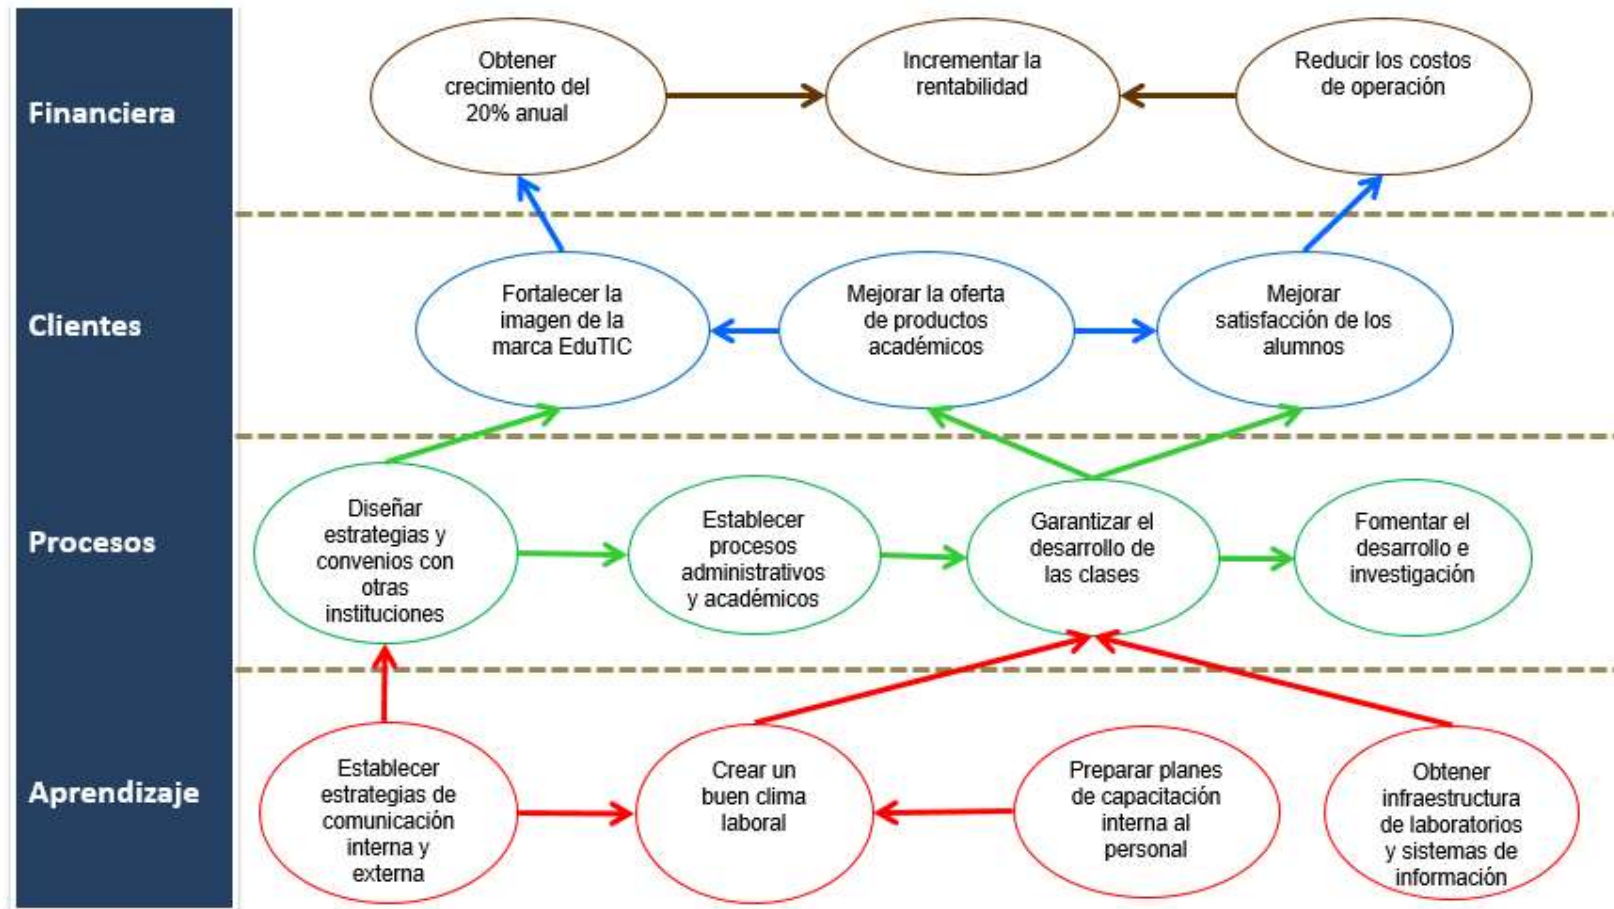 Financiera
Obtener
crecimiento del
20% anual
Incrementar la
rentabilidad
Reducir los costos
de operación
Clientes
Fortalecer la
imagen de la
marca EduTIC
Mejorar la oferta
de productos
académicos
Mejorar
satisfacción de los
alumnos
Procesos
Diseñar
estrategias y
convenios con
otras
instituciones
Establecer
procesos
administrativos
y académicos
Garantizar el
desarrollo de
las clases
Fomentar el
desarrollo e
investigación
Aprendizaje
Establecer
estrategias de
comunicación
interna y
externa
Crear un
buen clima
laboral
Preparar planes
de capacitación
interna al
personal
Obtener
infraestructura
de laboratorios
y sistemas de
información